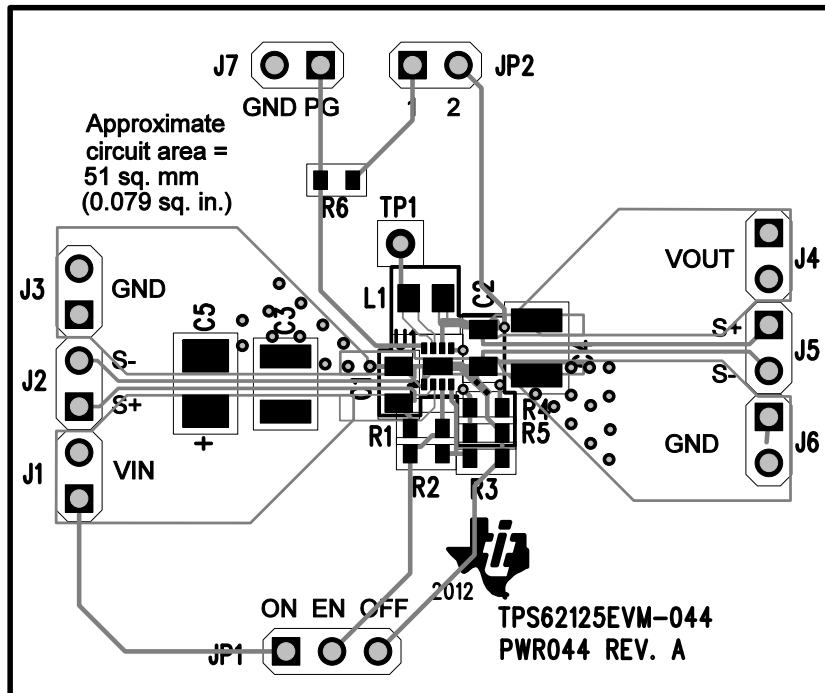 J7
JP2
GND PG
1
2
Approximate
circuit area =
51 sq. mm
(0.079 sq. in.)
R6
TP1
J3
GND
C5
C3
L1
C2
VOUT
J4
J2
S-
S+
U1
S+
S-
J5
J1
VIN
R1
R2
R4
R5
R3
GND
J6
2012
ON EN OFF
JP1
TPS62125EVM-044
PWR044 REV. A